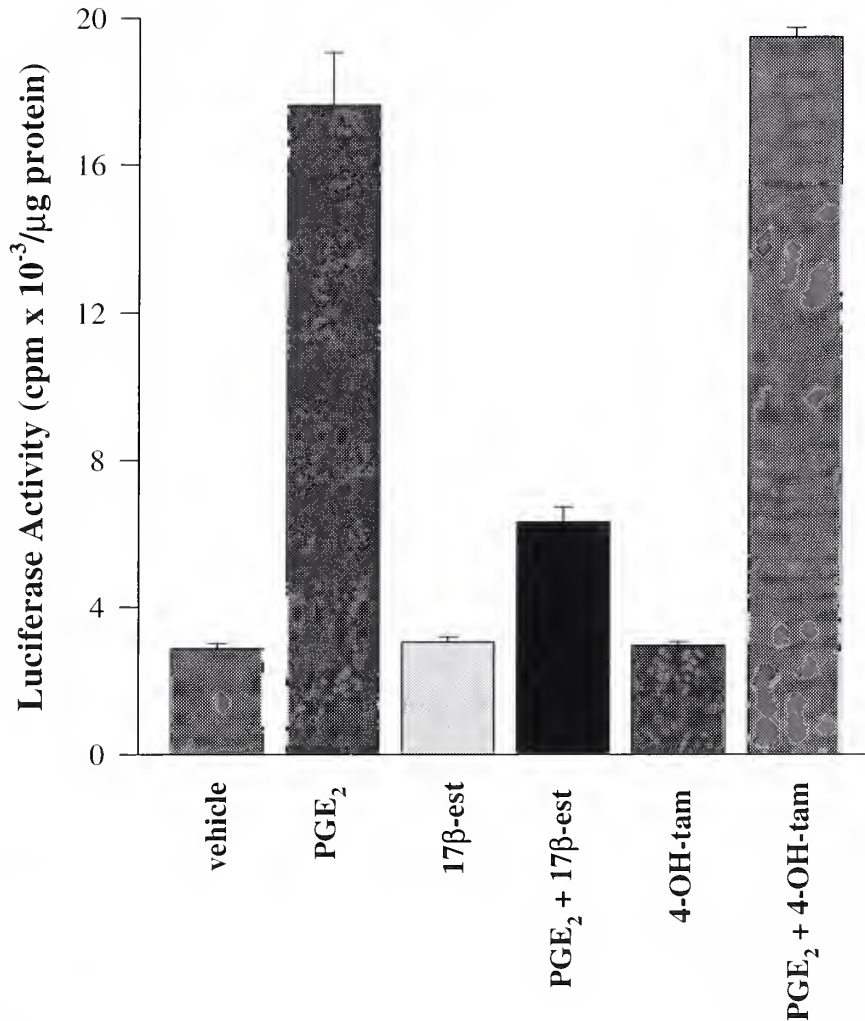 Luciferase Activity (cpm x 10⁻³/µg protein)
20
16
12
8
4
0
vehicle
PGE₂
17β-est
PGE₂ + 17β-est
4-OH-tam
PGE₂ + 4-OH-tam